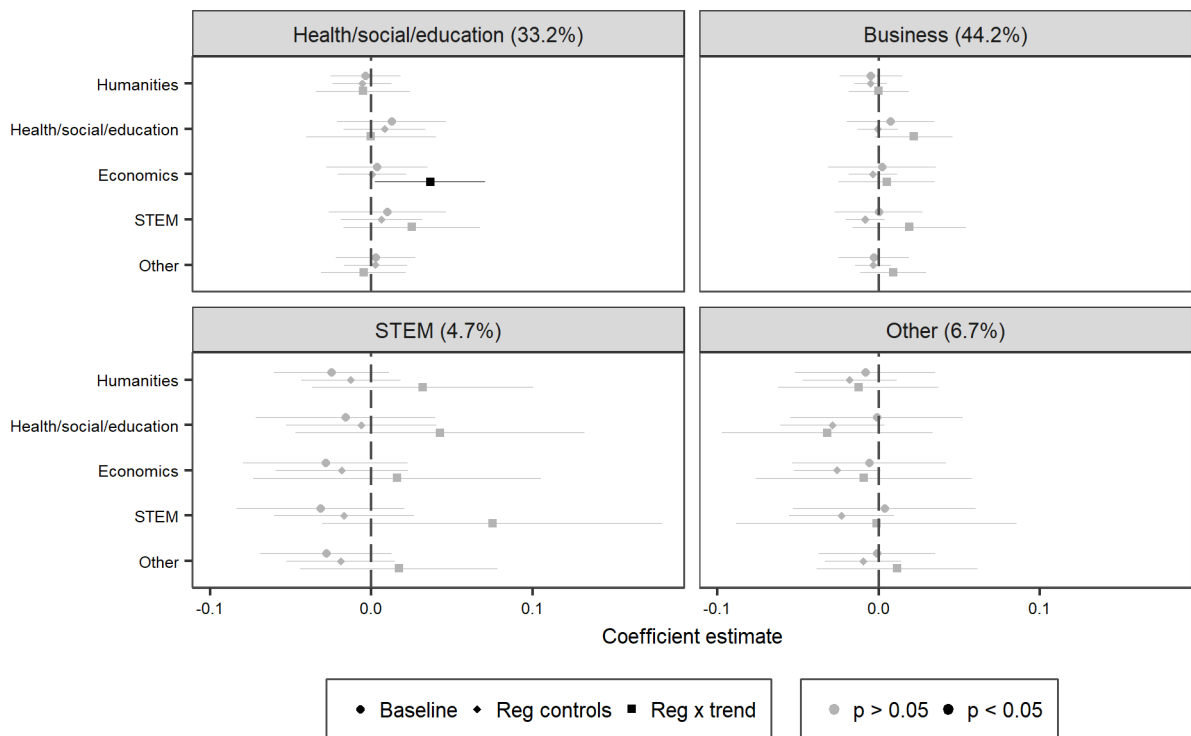 Health/social/education (33.2%)
Business (44.2%)
Humanities
Health/social/education
Economics
STEM
Other
STEM (4.7%)
Other (6.7%)
Humanities
Health/social/education
Economics
STEM
Other
-0.1 0.0 0.1 -0.1 0.0 0.1
Coefficient estimate
Baseline Reg controls Reg x trend p > 0.05 p < 0.05